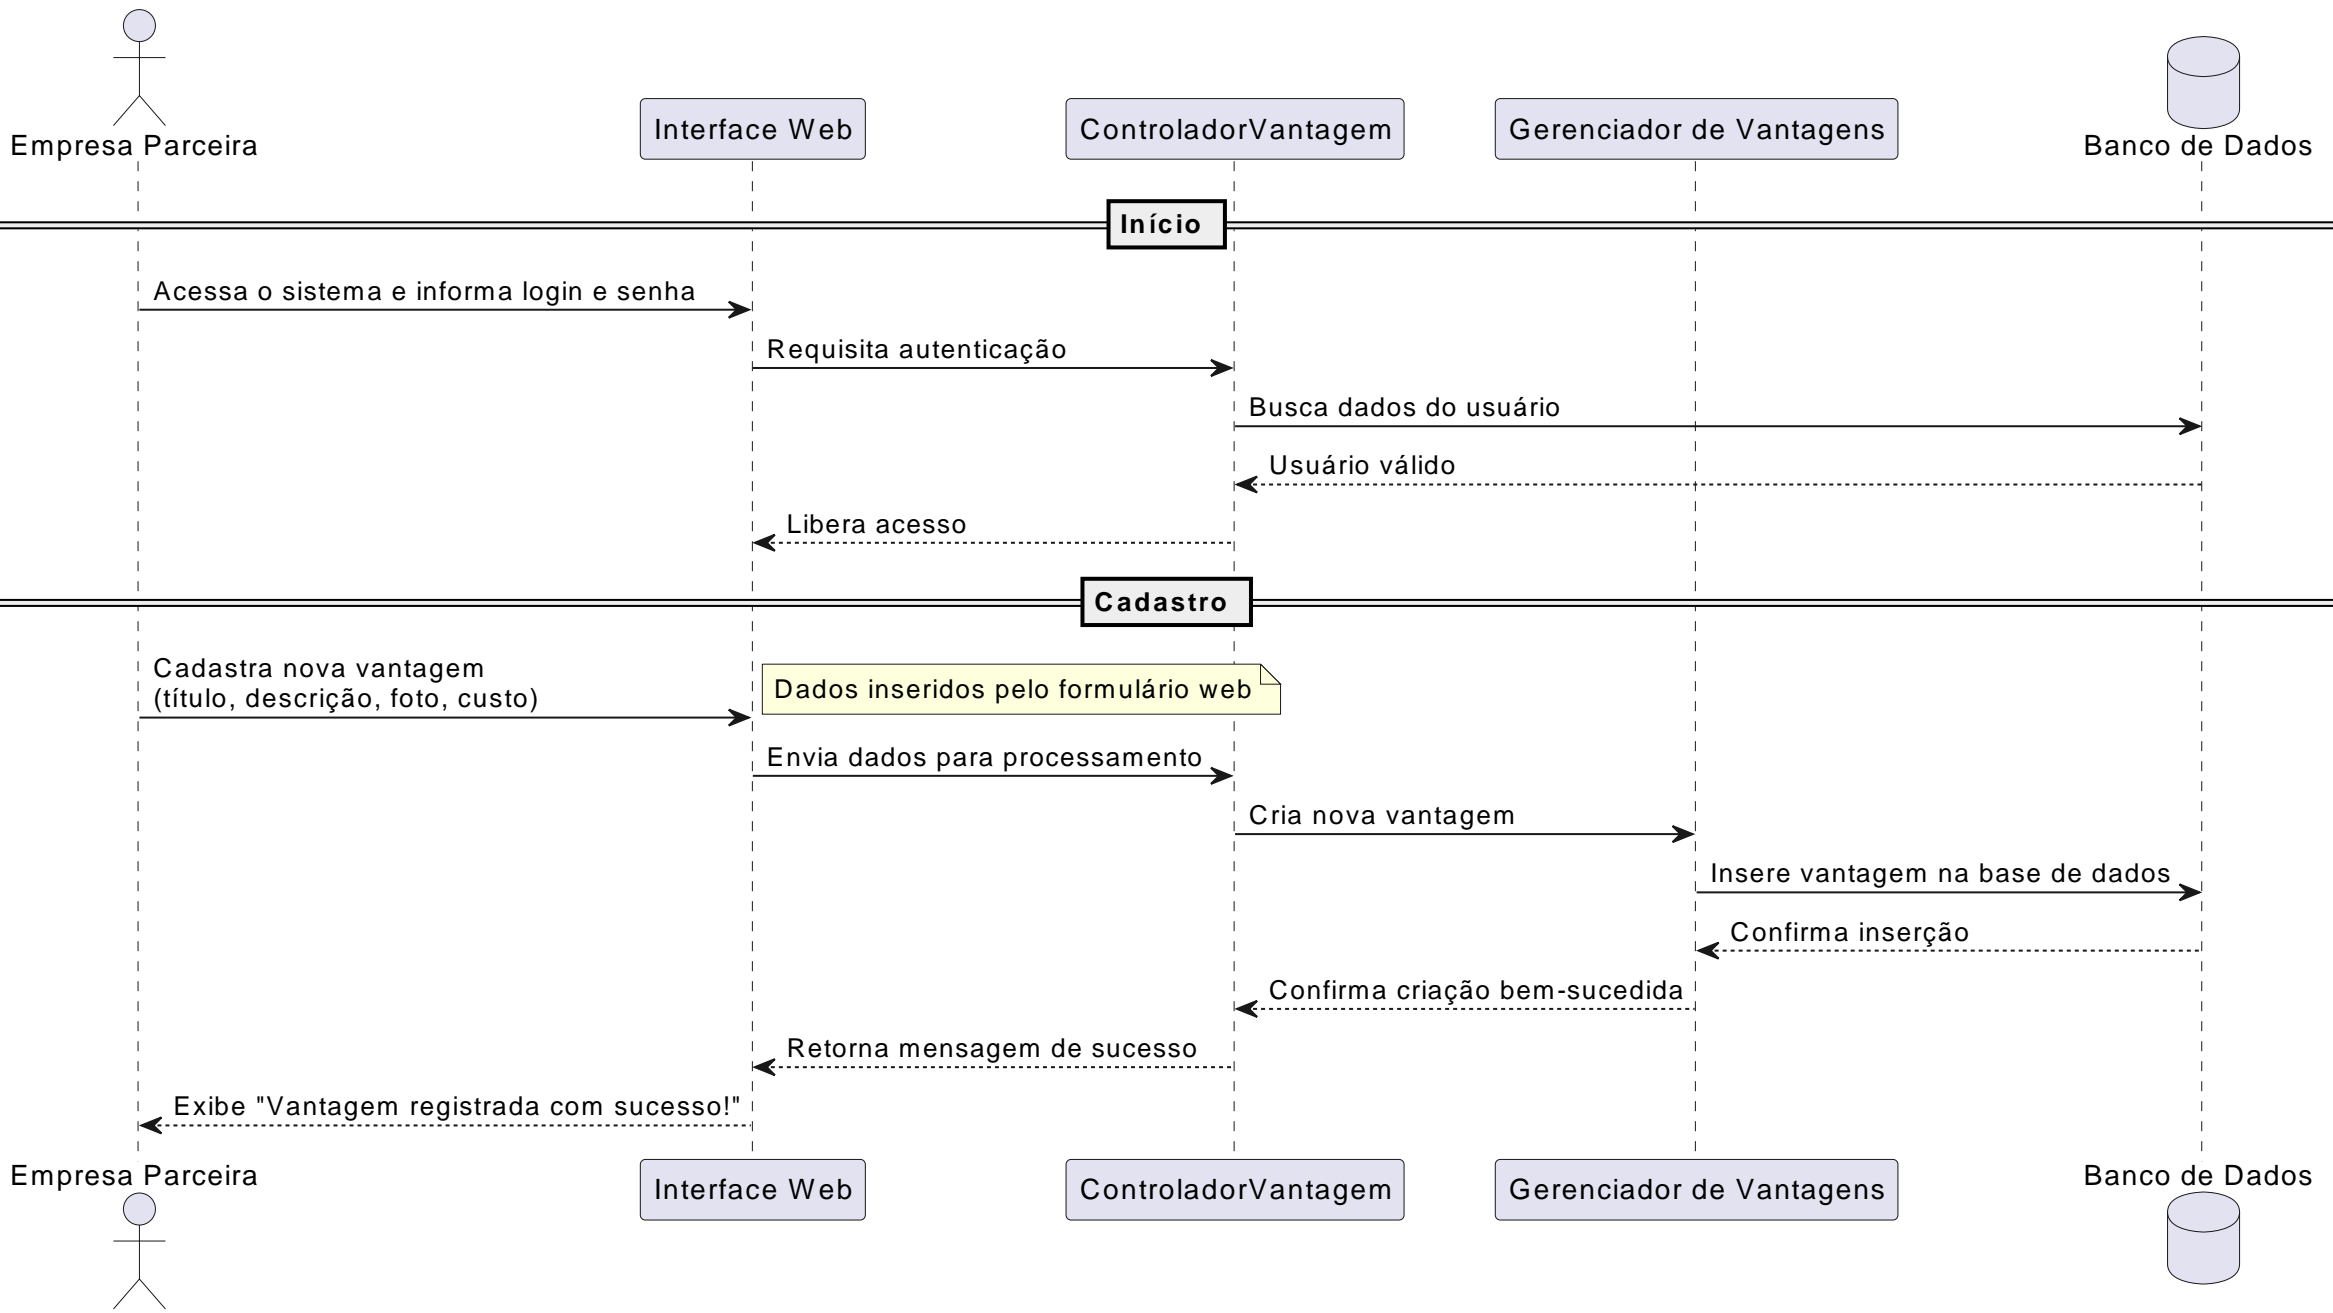 Empresa Parceira
Interface Web
ControladorVantagem
Gerenciador de Vantagens
Banco de Dados
Início
Acessa o sistema e informa login e senha
Requisita autenticação
Busca dados do usuário
Usuário válido
Libera acesso
Cadastro
Cadastra nova vantagem
(título, descrição, foto, custo)
Dados inseridos pelo formulário web
Envia dados para processamento
Cria nova vantagem
Insere vantagem na base de dados
Confirma inserção
Confirma criação bem-sucedida
Retorna mensagem de sucesso
Exibe "Vantagem registrada com sucesso!"
Empresa Parceira
Interface Web
ControladorVantagem
Gerenciador de Vantagens
Banco de Dados